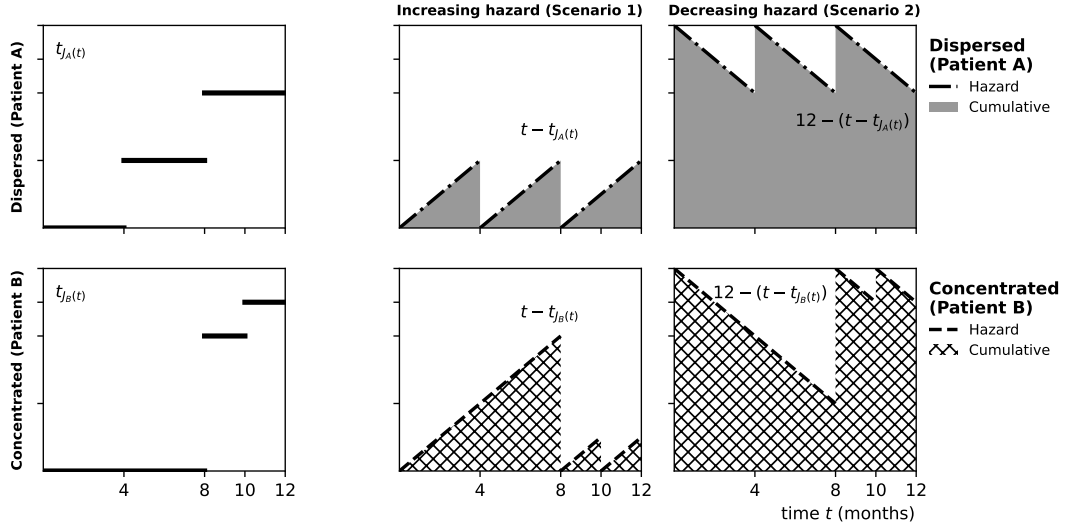 Increasing hazard (Scenario 1)
Decreasing hazard (Scenario 2)
Dispersed (Patient A)
t_{J_A(t)}
t − t_{J_A(t)}
12 − (t − t_{J_A(t)})
Dispersed
(Patient A)
Hazard
Cumulative
Concentrated (Patient B)
t_{J_B(t)}
t − t_{J_B(t)}
12 − (t − t_{J_B(t)})
Concentrated
(Patient B)
Hazard
Cumulative
4 8 10 12
4 8 10 12
4 8 10 12
time t (months)